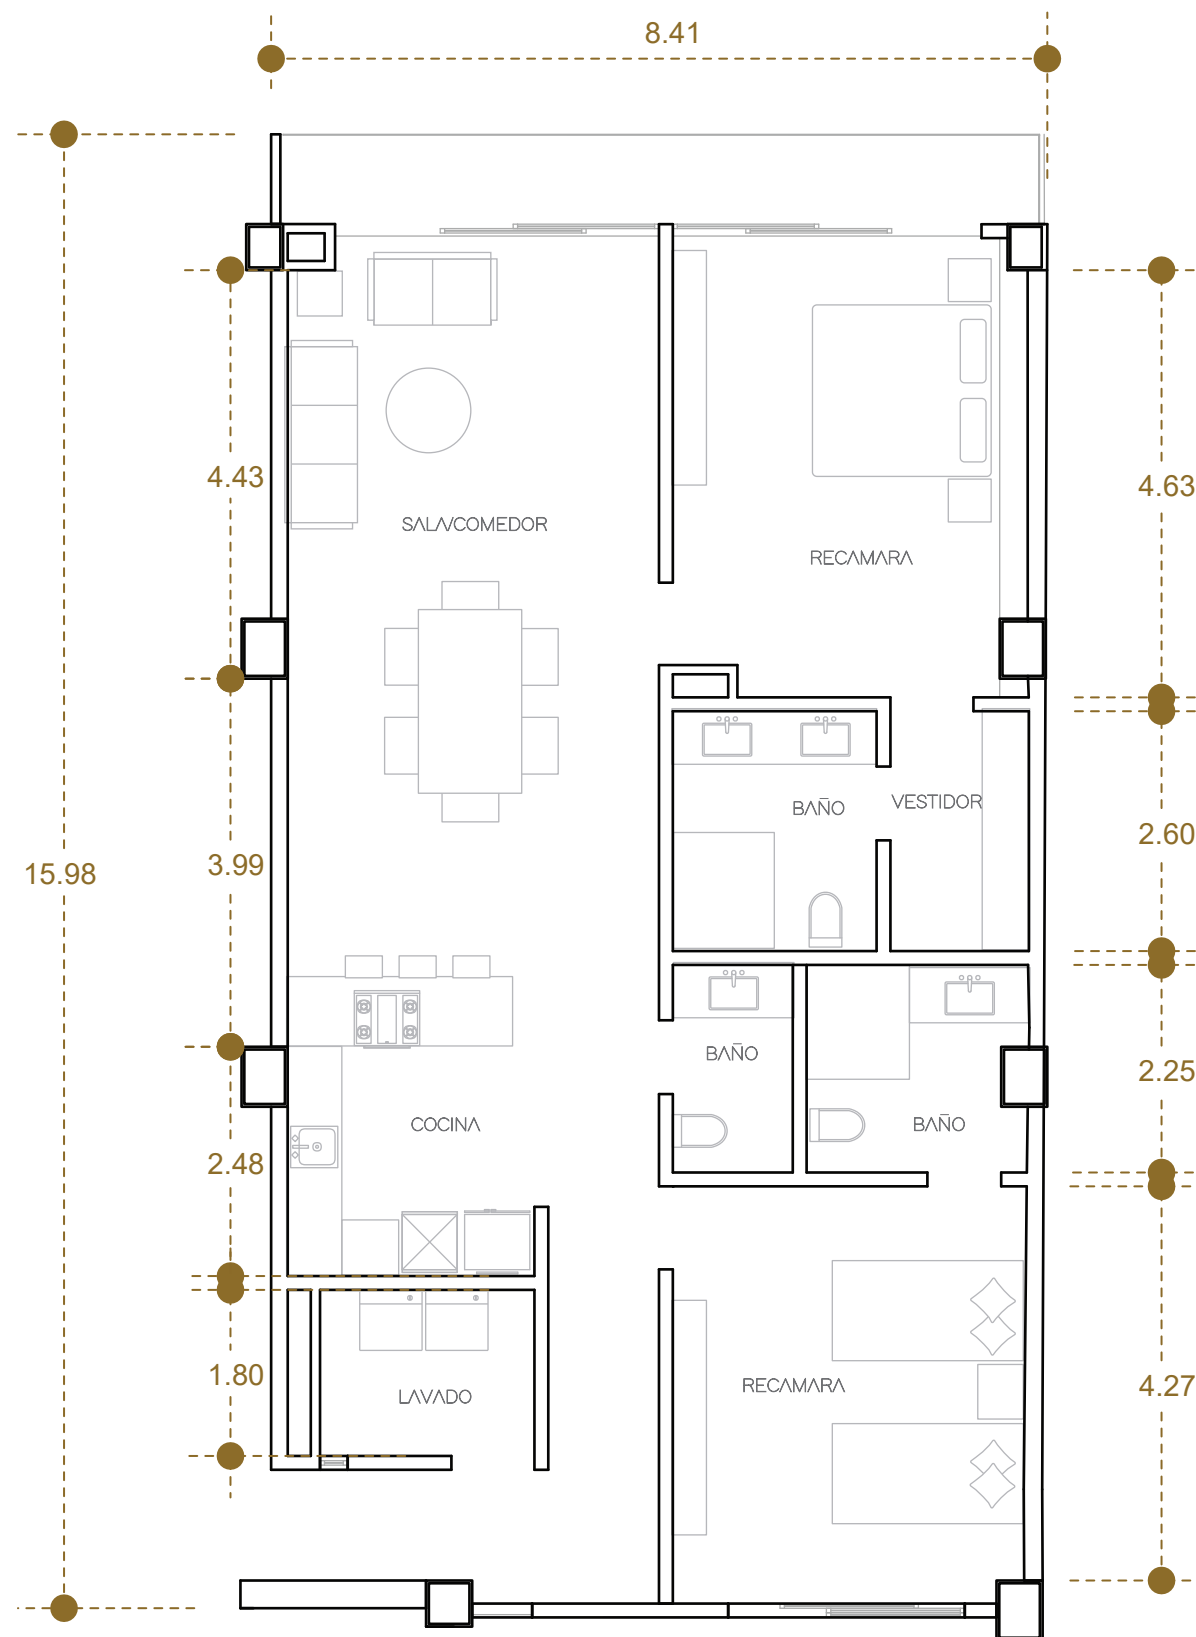 8.41
4.43
4.63
SALA/COMEDOR
RECAMARA
VESTIDOR
BAÑO
2.60
3.99
15.98
BAÑO
2.25
COCINA
BAÑO
2.48
1.80
RECAMARA
4.27
LAVADO